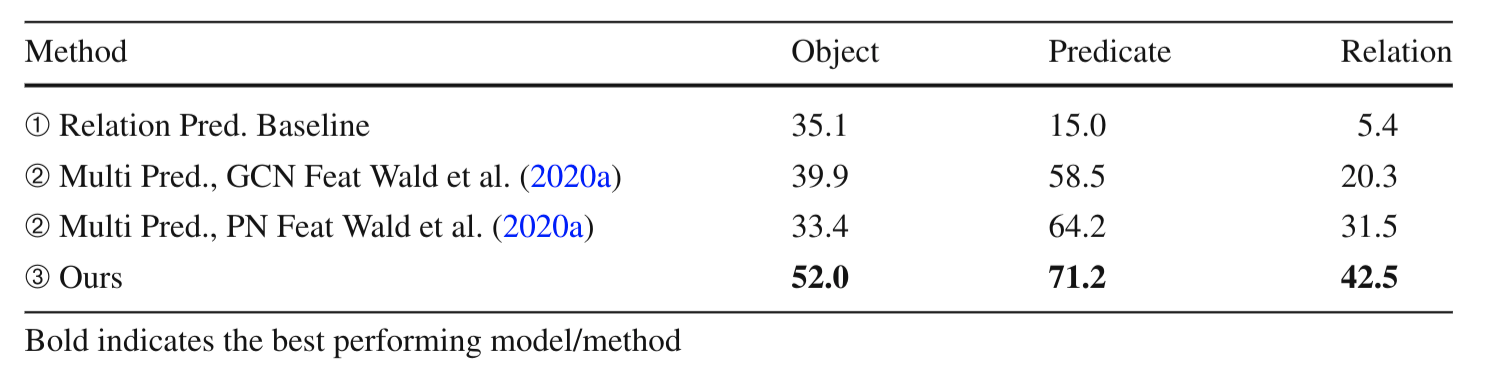 Method Object Predicate Relation
① Relation Pred. Baseline 35.1 15.0 5.4
② Multi Pred., GCN Feat Wald et al. (2020a) 39.9 58.5 20.3
② Multi Pred., PN Feat Wald et al. (2020a) 33.4 64.2 31.5
③ Ours 52.0 71.2 42.5
Bold indicates the best performing model/method